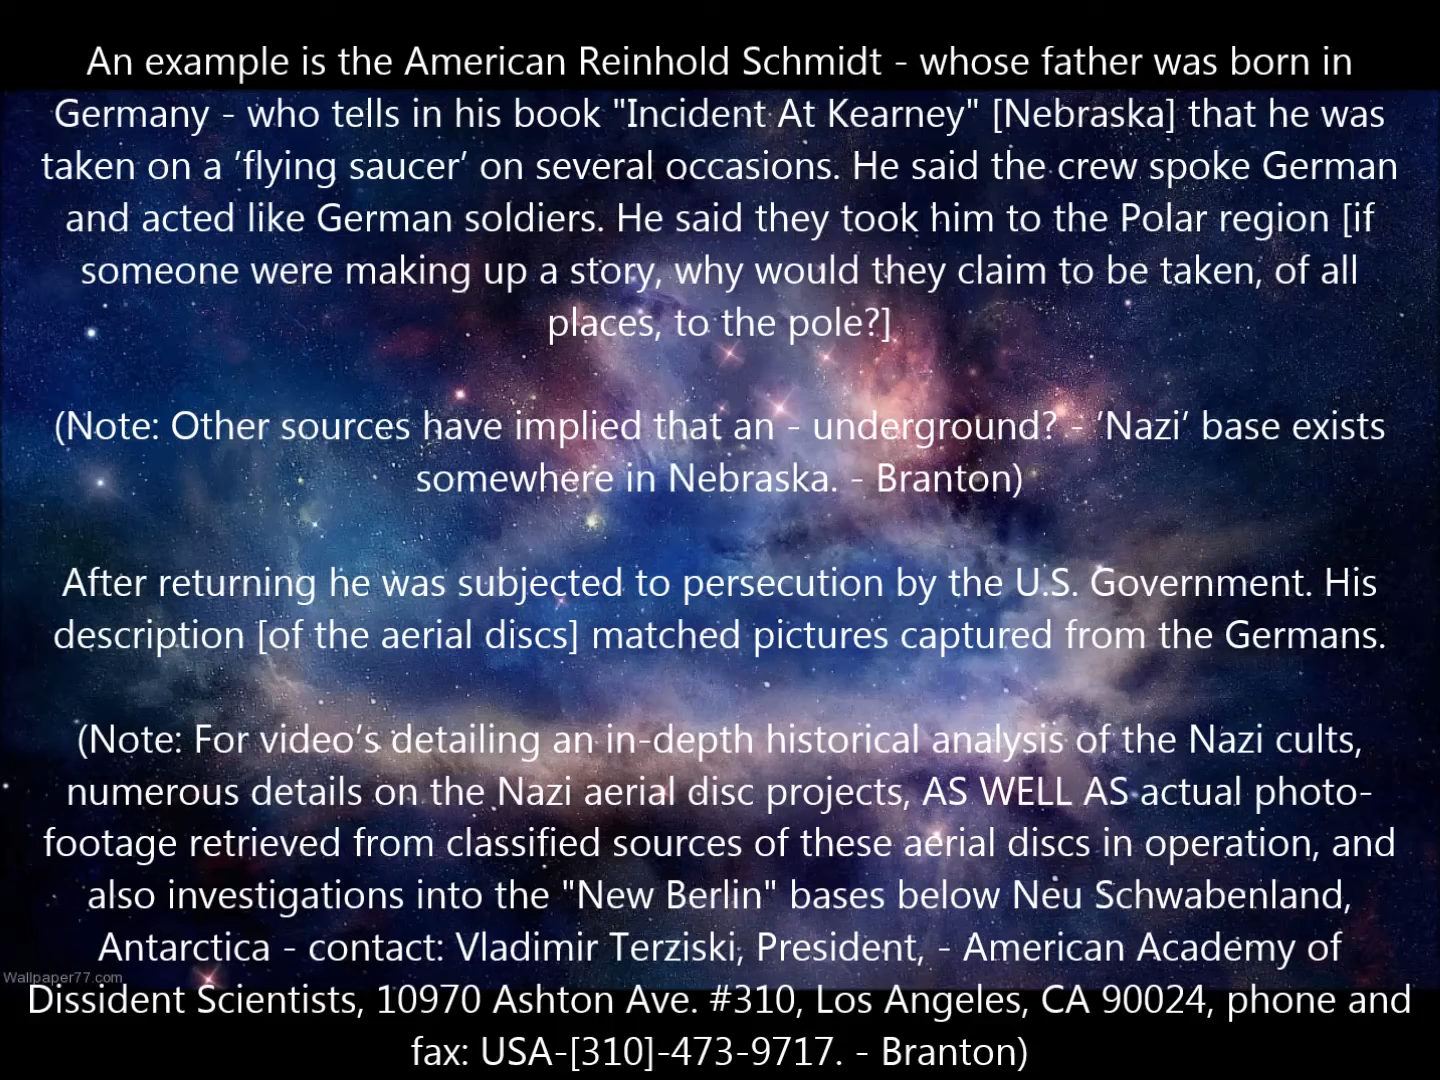 An example is the American Reinhold Schmidt - whose father was born in
Germany - who tells in his book "Incident At Kearney" [Nebraska] that he was
taken on a ‘flying saucer’ on several occasions. He said the crew spoke German
and acted like German soldiers. He said they took him to the Polar region [if
someone were making up a story, why would they claim to be taken, of all
places, to the pole?]
(Note: Other sources have implied that an - underground? - ‘Nazi’ base exists
somewhere in Nebraska. - Branton)
After returning he was subjected to persecution by the U.S. Government. His
description [of the aerial discs] matched pictures captured from the Germans.
(Note: For video’s detailing an in-depth historical analysis of the Nazi cults,
numerous details on the Nazi aerial disc projects, AS WELL AS actual photo-
footage retrieved from classified sources of these aerial discs in operation, and
also investigations into the "New Berlin" bases below Neu Schwabenland,
Antarctica - contact: Vladimir Terziski, President, - American Academy of
Wallpaper77.com
Dissident Scientists, 10970 Ashton Ave. #310, Los Angeles, CA 90024, phone and
fax: USA-[310]-473-9717. - Branton)